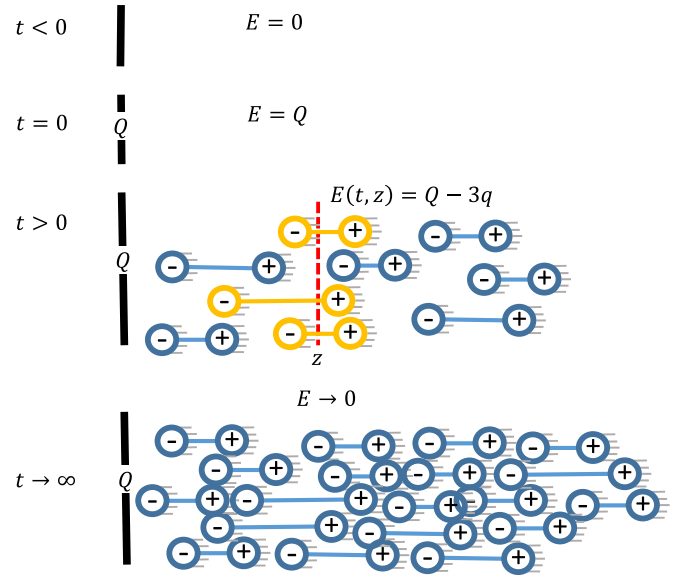 t < 0
E = 0
t = 0
Q
E = Q
t > 0
E(t, z) = Q − 3q
- +
- +
- + - +
- +
Q
- +
- +
- +
- +
z
E → 0
t → ∞
Q
- + - + - + - +
- + - + - + - +
- + - + - + - + - +
- + - + - +
- + - + - +